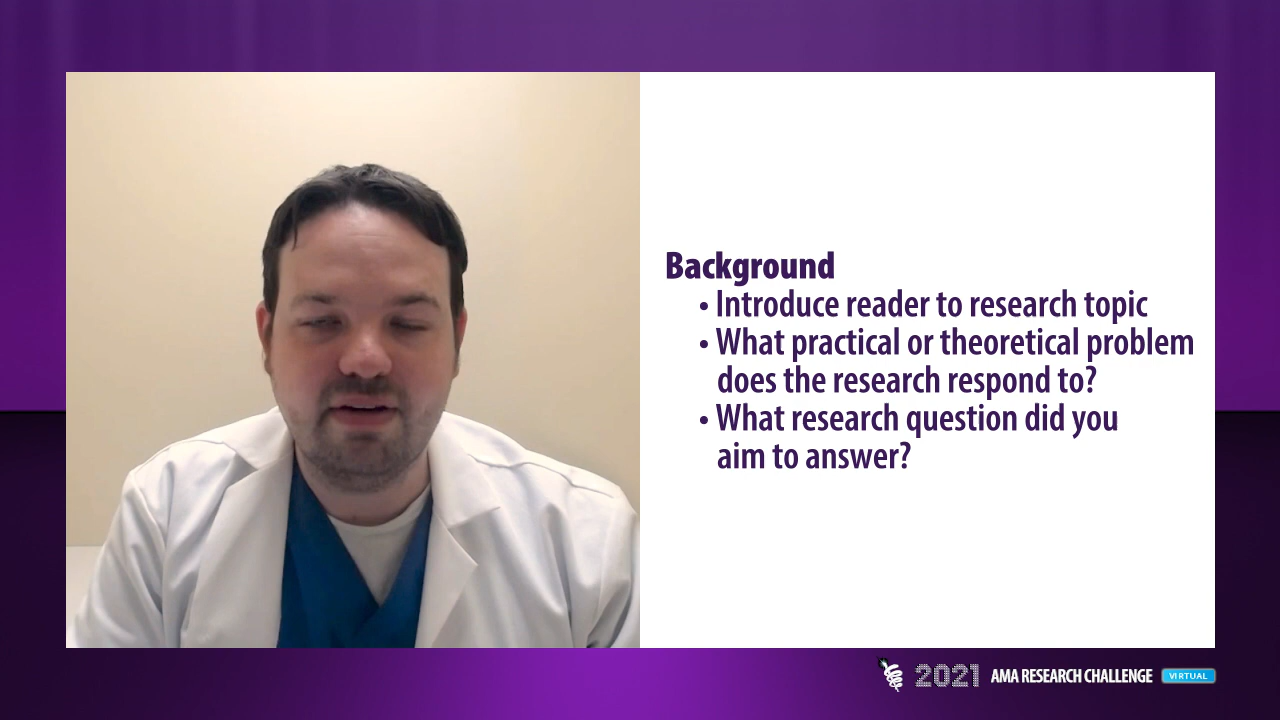 Background
• Introduce reader to research topic
• What practical or theoretical problem
does the research respond to?
• What research question did you
aim to answer?
2021 AMA RESEARCH CHALLENGE VIRTUAL